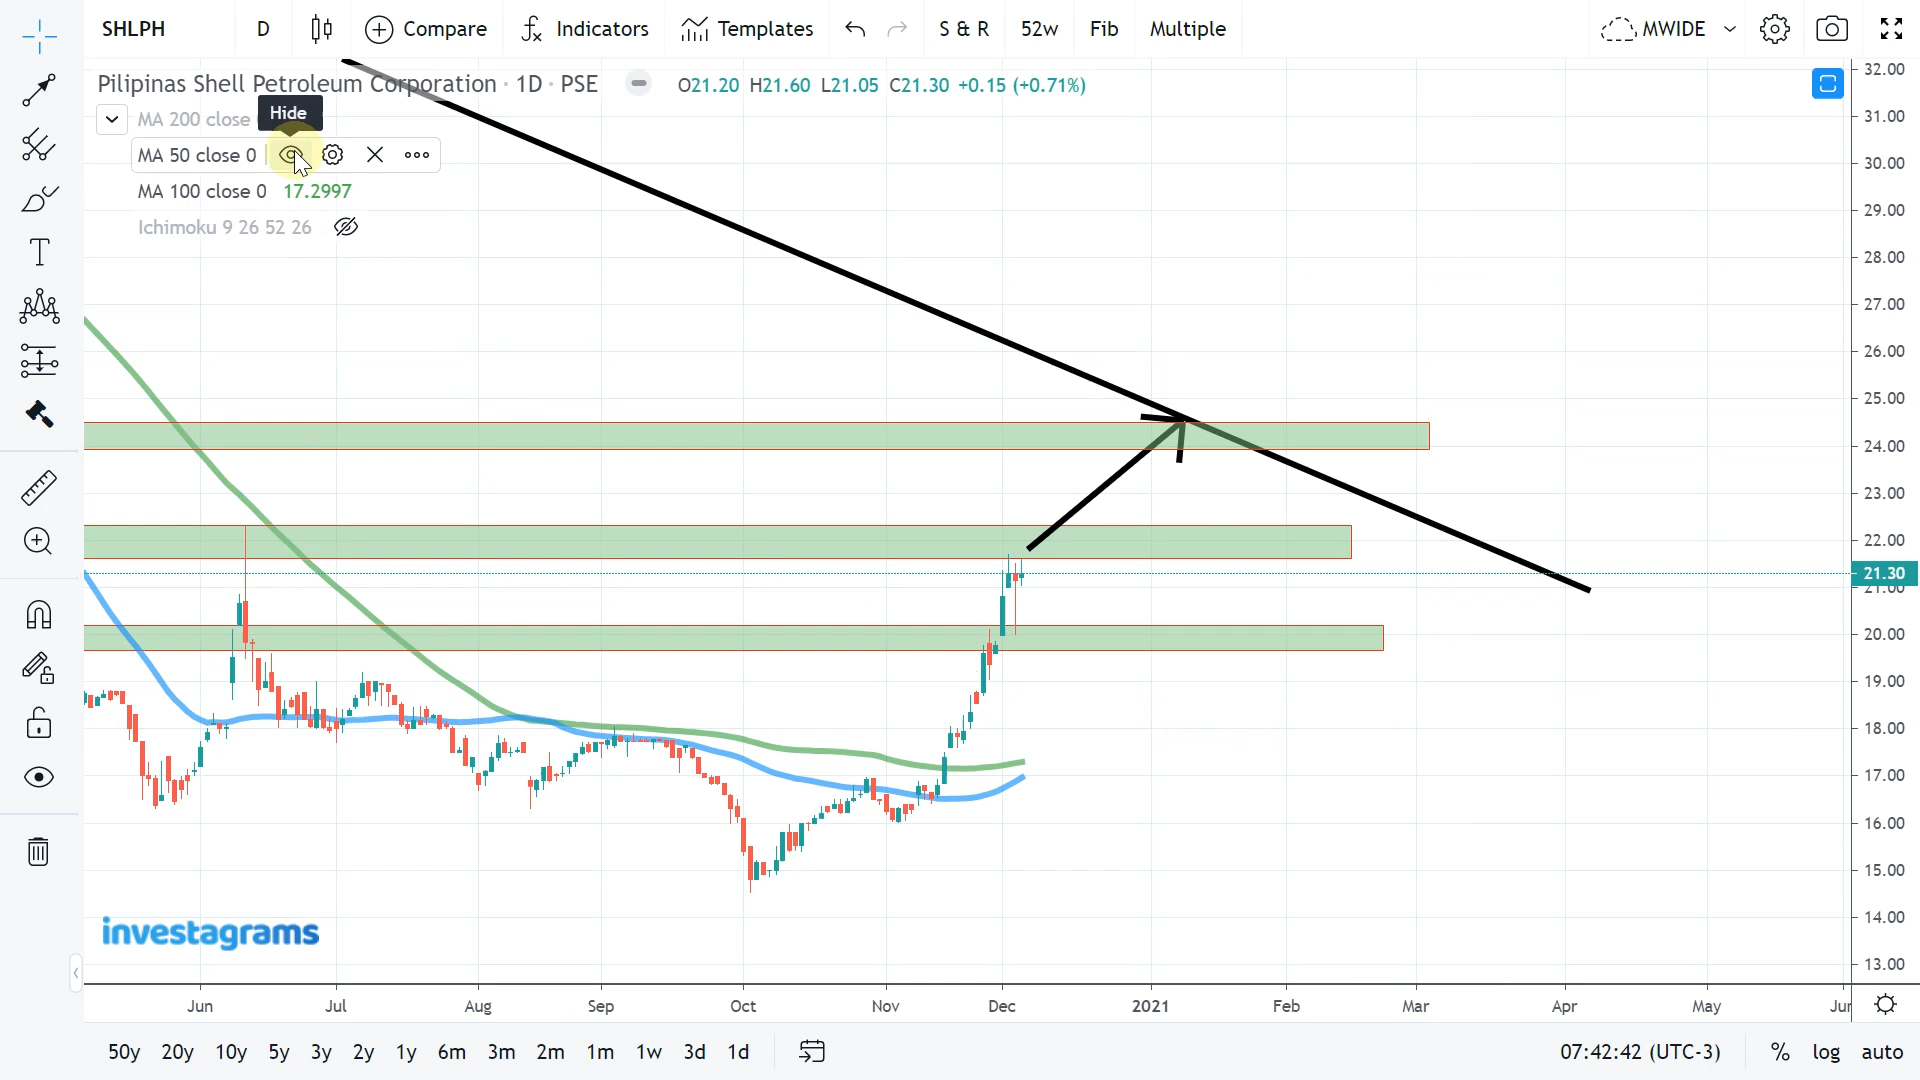 SHLPH D Compare Indicators Templates S & R 52w Fib Multiple MWIDE
Pilipinas Shell Petroleum Corporation · 1D · PSE O21.20 H21.60 L21.05 C21.30 +0.15 (+0.71%)
Hide
MA 200 close
MA 50 close 0
MA 100 close 0 17.2997
Ichimoku 9 26 52 26
32.00
31.00
30.00
29.00
28.00
27.00
26.00
25.00
24.00
23.00
22.00
21.30
21.00
20.00
19.00
18.00
17.00
16.00
15.00
14.00
13.00
investagrams
Jun Jul Aug Sep Oct Nov Dec 2021 Feb Mar Apr May Jun
50y 20y 10y 5y 3y 2y 1y 6m 3m 2m 1m 1w 3d 1d 07:42:42 (UTC-3) % log auto